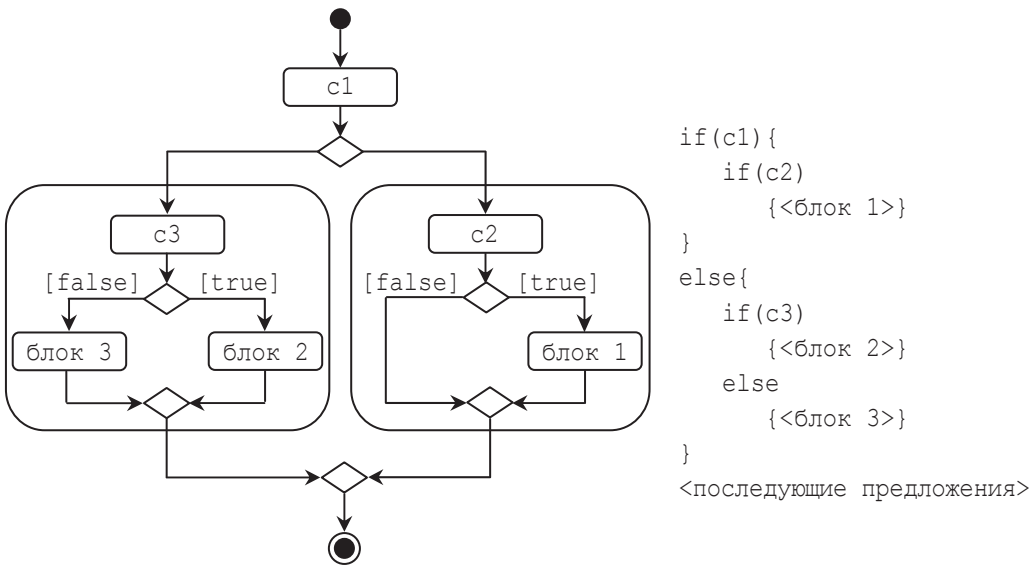 c1
c3
c2
[false] [true]
[false] [true]
блок 3
блок 2
блок 1
if(c1){
if(c2)
{<блок 1>}
}
else{
if(c3)
{<блок 2>}
else
{<блок 3>}
}
<последующие предложения>